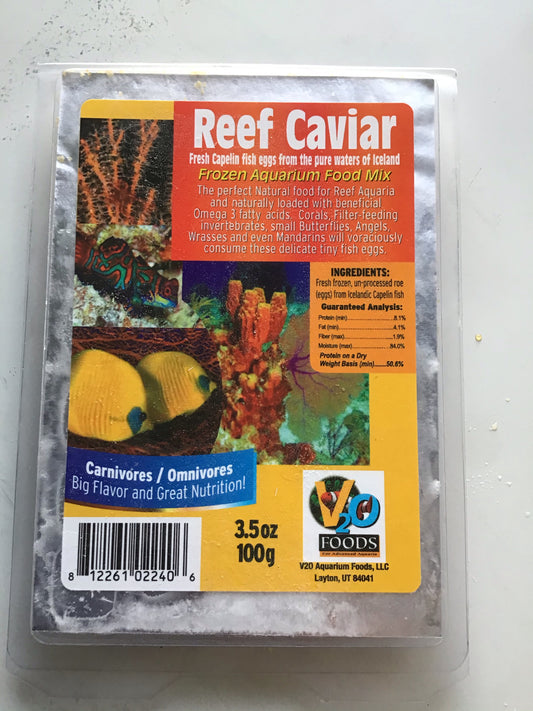 Reef Caviar
Fresh Capelin fish eggs from the pure waters of Iceland
Frozen Aquarium Food Mix
The perfect Natural food for Reef Aquaria
and naturally loaded with beneficial
Omega 3 fatty acids. Corals, Filter-feeding
invertebrates, small Butterflies, Angels,
Wrasses and even Mandarins will voraciously
consume these delicate tiny fish eggs.
INGREDIENTS:
Fresh frozen, un-processed roe
(eggs) from Icelandic Capelin fish
Guaranteed Analysis:
Protein (min)..................8.1%
Fat (min)........................4.1%
Fiber (max).....................1.9%
Moisture (max)................84.0%
Protein on a Dry
Weight Basis (min)......50.6%
Carnivores / Omnivores
Big Flavor and Great Nutrition!
8 12261 02240 6
3.5oz
100g
V2O
FOODS
For Advanced Aquaria
V2O Aquarium Foods, LLC
Layton, UT 84041